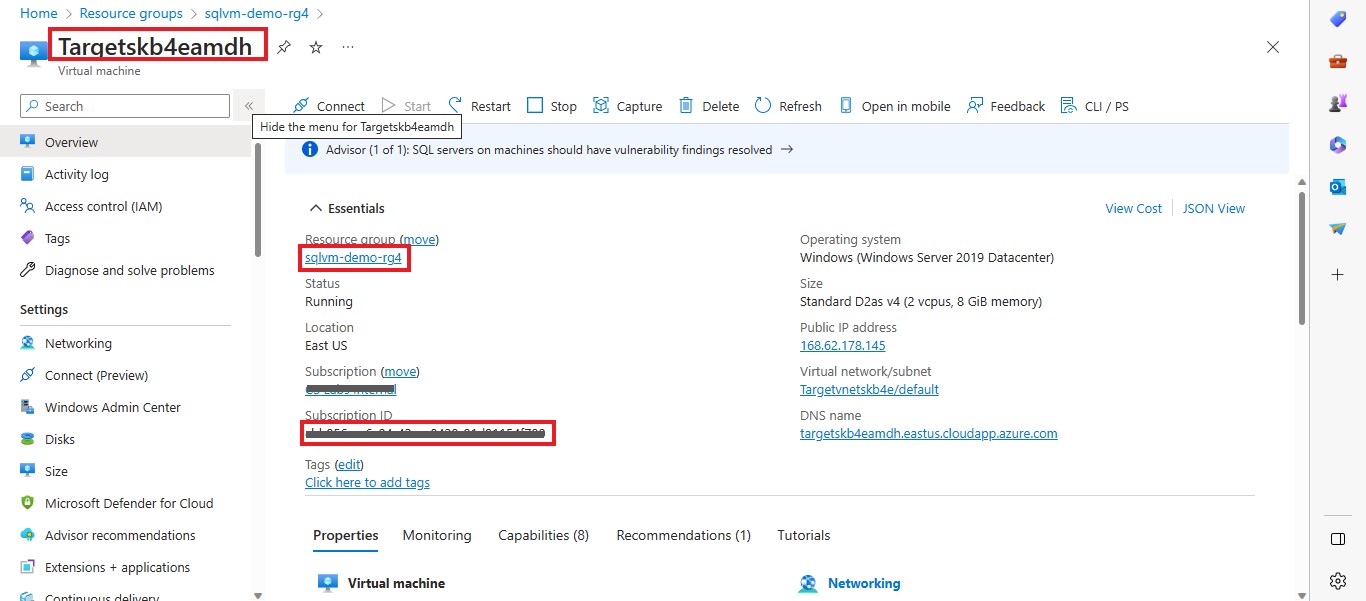 Home > Resource groups > sqlvm-demo-rg4 >
Targetskb4eamdh
Virtual machine
Search
«
Connect Start Restart Stop Capture Delete Refresh Open in mobile Feedback CLI / PS
Hide the menu for Targetskb4eamdh
Advisor (1 of 1): SQL servers on machines should have vulnerability findings resolved →
Overview
Activity log
Access control (IAM)
Tags
Diagnose and solve problems
Settings
Networking
Connect (Preview)
Windows Admin Center
Disks
Size
Microsoft Defender for Cloud
Advisor recommendations
Extensions + applications
Continuous delivery
Essentials
View Cost
JSON View
Resource group (move)
sqlvm-demo-rg4
Status
Running
Location
East US
Subscription (move)
Subscription ID
Tags (edit)
Click here to add tags
Operating system
Windows (Windows Server 2019 Datacenter)
Size
Standard D2as v4 (2 vcpus, 8 GiB memory)
Public IP address
168.62.178.145
Virtual network/subnet
Targetvnetskb4e/default
DNS name
targetskb4eamdh.eastus.cloudapp.azure.com
Properties Monitoring Capabilities (8) Recommendations (1) Tutorials
Virtual machine
Networking